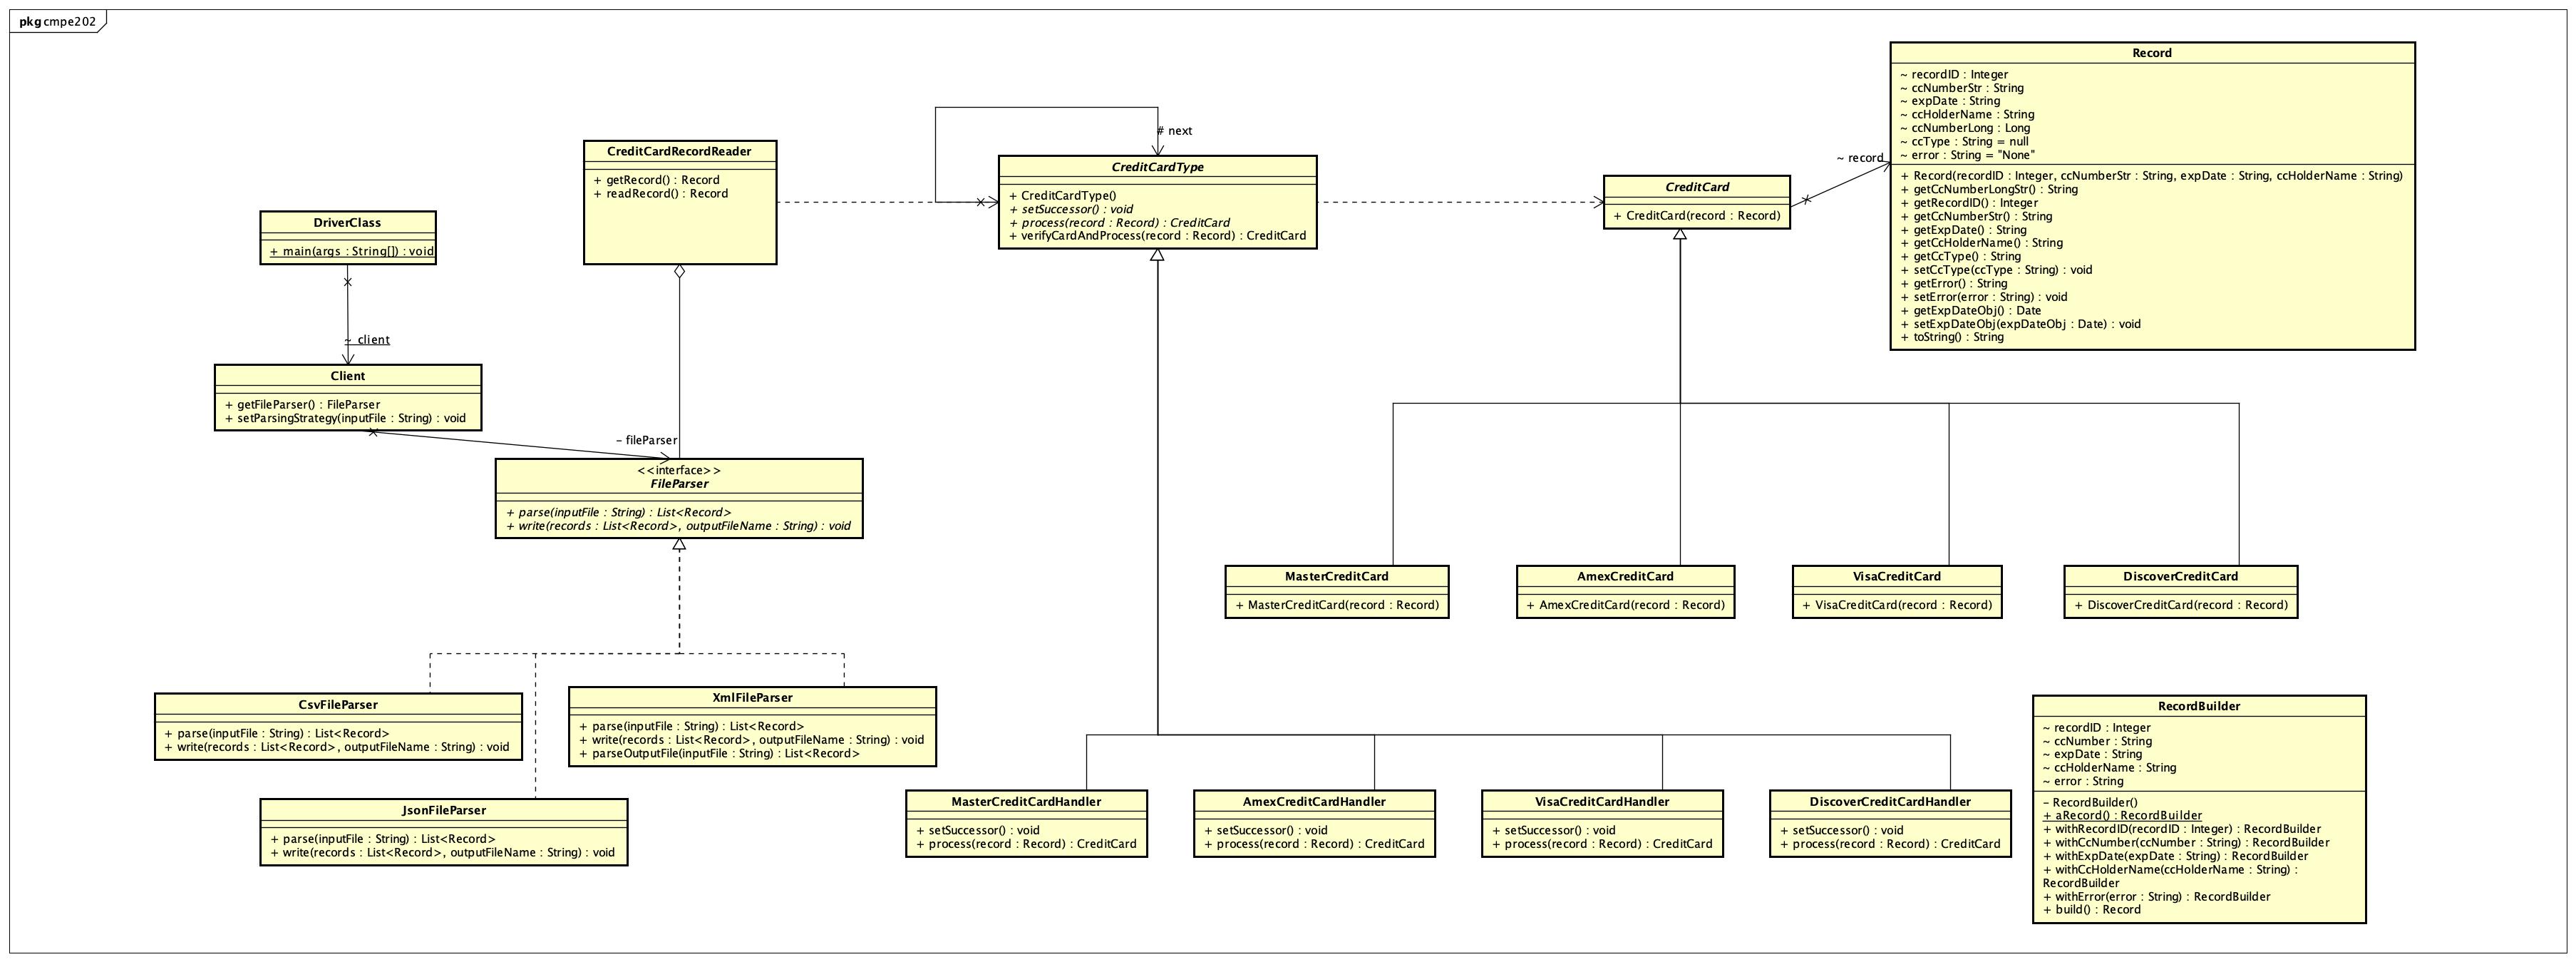 pkg cmpe202
Record
~ recordID : Integer
~ ccNumberStr : String
~ expDate : String
~ ccHolderName : String
~ ccNumberLong : Long
~ ccType : String = null
~ error : String = "None"
+ Record(recordID : Integer, ccNumberStr : String, expDate : String, ccHolderName : String)
+ getCcNumberLongStr() : String
+ getRecordID() : Integer
+ getCcNumberStr() : String
+ getExpDate() : String
+ getCcHolderName() : String
+ getCcType() : String
+ setCcType(ccType : String) : void
+ getError() : String
+ setError(error : String) : void
+ getExpDateObj() : Date
+ setExpDateObj(expDateObj : Date) : void
+ toString() : String
# next
~ record
CreditCardRecordReader
+ getRecord() : Record
+ readRecord() : Record
CreditCardType
+ CreditCardType()
+ setSuccessor() : void
+ process(record : Record) : CreditCard
+ verifyCardAndProcess(record : Record) : CreditCard
CreditCard
+ CreditCard(record : Record)
DriverClass
+ main(args : String[]) : void
~ client
Client
+ getFileParser() : FileParser
+ setParsingStrategy(inputFile : String) : void
- fileParser
<<interface>>
FileParser
+ parse(inputFile : String) : List<Record>
+ write(records : List<Record>, outputFileName : String) : void
MasterCreditCard
+ MasterCreditCard(record : Record)
AmexCreditCard
+ AmexCreditCard(record : Record)
VisaCreditCard
+ VisaCreditCard(record : Record)
DiscoverCreditCard
+ DiscoverCreditCard(record : Record)
CsvFileParser
+ parse(inputFile : String) : List<Record>
+ write(records : List<Record>, outputFileName : String) : void
XmlFileParser
+ parse(inputFile : String) : List<Record>
+ write(records : List<Record>, outputFileName : String) : void
+ parseOutputFile(inputFile : String) : List<Record>
JsonFileParser
+ parse(inputFile : String) : List<Record>
+ write(records : List<Record>, outputFileName : String) : void
MasterCreditCardHandler
+ setSuccessor() : void
+ process(record : Record) : CreditCard
AmexCreditCardHandler
+ setSuccessor() : void
+ process(record : Record) : CreditCard
VisaCreditCardHandler
+ setSuccessor() : void
+ process(record : Record) : CreditCard
DiscoverCreditCardHandler
+ setSuccessor() : void
+ process(record : Record) : CreditCard
RecordBuilder
~ recordID : Integer
~ ccNumber : String
~ expDate : String
~ ccHolderName : String
~ error : String
- RecordBuilder()
+ aRecord() : RecordBuilder
+ withRecordID(recordID : Integer) : RecordBuilder
+ withCcNumber(ccNumber : String) : RecordBuilder
+ withExpDate(expDate : String) : RecordBuilder
+ withCcHolderName(ccHolderName : String) :
RecordBuilder
+ withError(error : String) : RecordBuilder
+ build() : Record